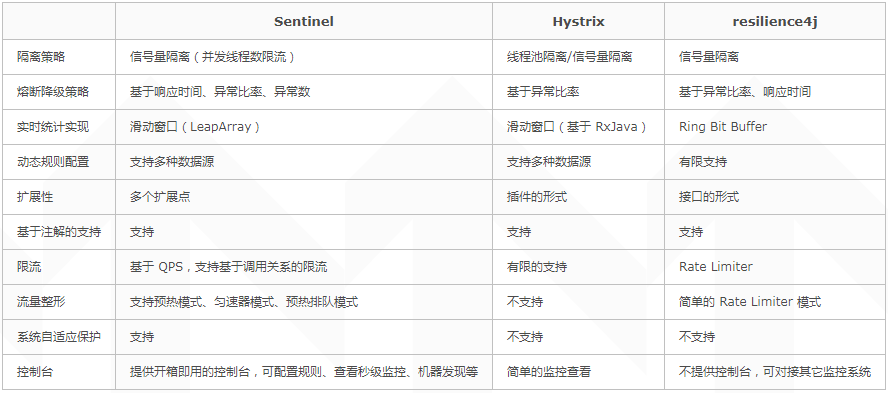 Sentinel Hystrix resilience4j
隔离策略 信号量隔离（并发线程数限流） 线程池隔离/信号量隔离 信号量隔离
熔断降级策略 基于响应时间、异常比率、异常数 基于异常比率 基于异常比率、响应时间
实时统计实现 滑动窗口（LeapArray） 滑动窗口（基于 RxJava） Ring Bit Buffer
动态规则配置 支持多种数据源 支持多种数据源 有限支持
扩展性 多个扩展点 插件的形式 接口的形式
基于注解的支持 支持 支持 支持
限流 基于 QPS，支持基于调用关系的限流 有限的支持 Rate Limiter
流量整形 支持预热模式、匀速器模式、预热排队模式 不支持 简单的 Rate Limiter 模式
系统自适应保护 支持 不支持 不支持
控制台 提供开箱即用的控制台，可配置规则、查看秒级监控、机器发现等 简单的监控查看 不提供控制台，可对接其它监控系统